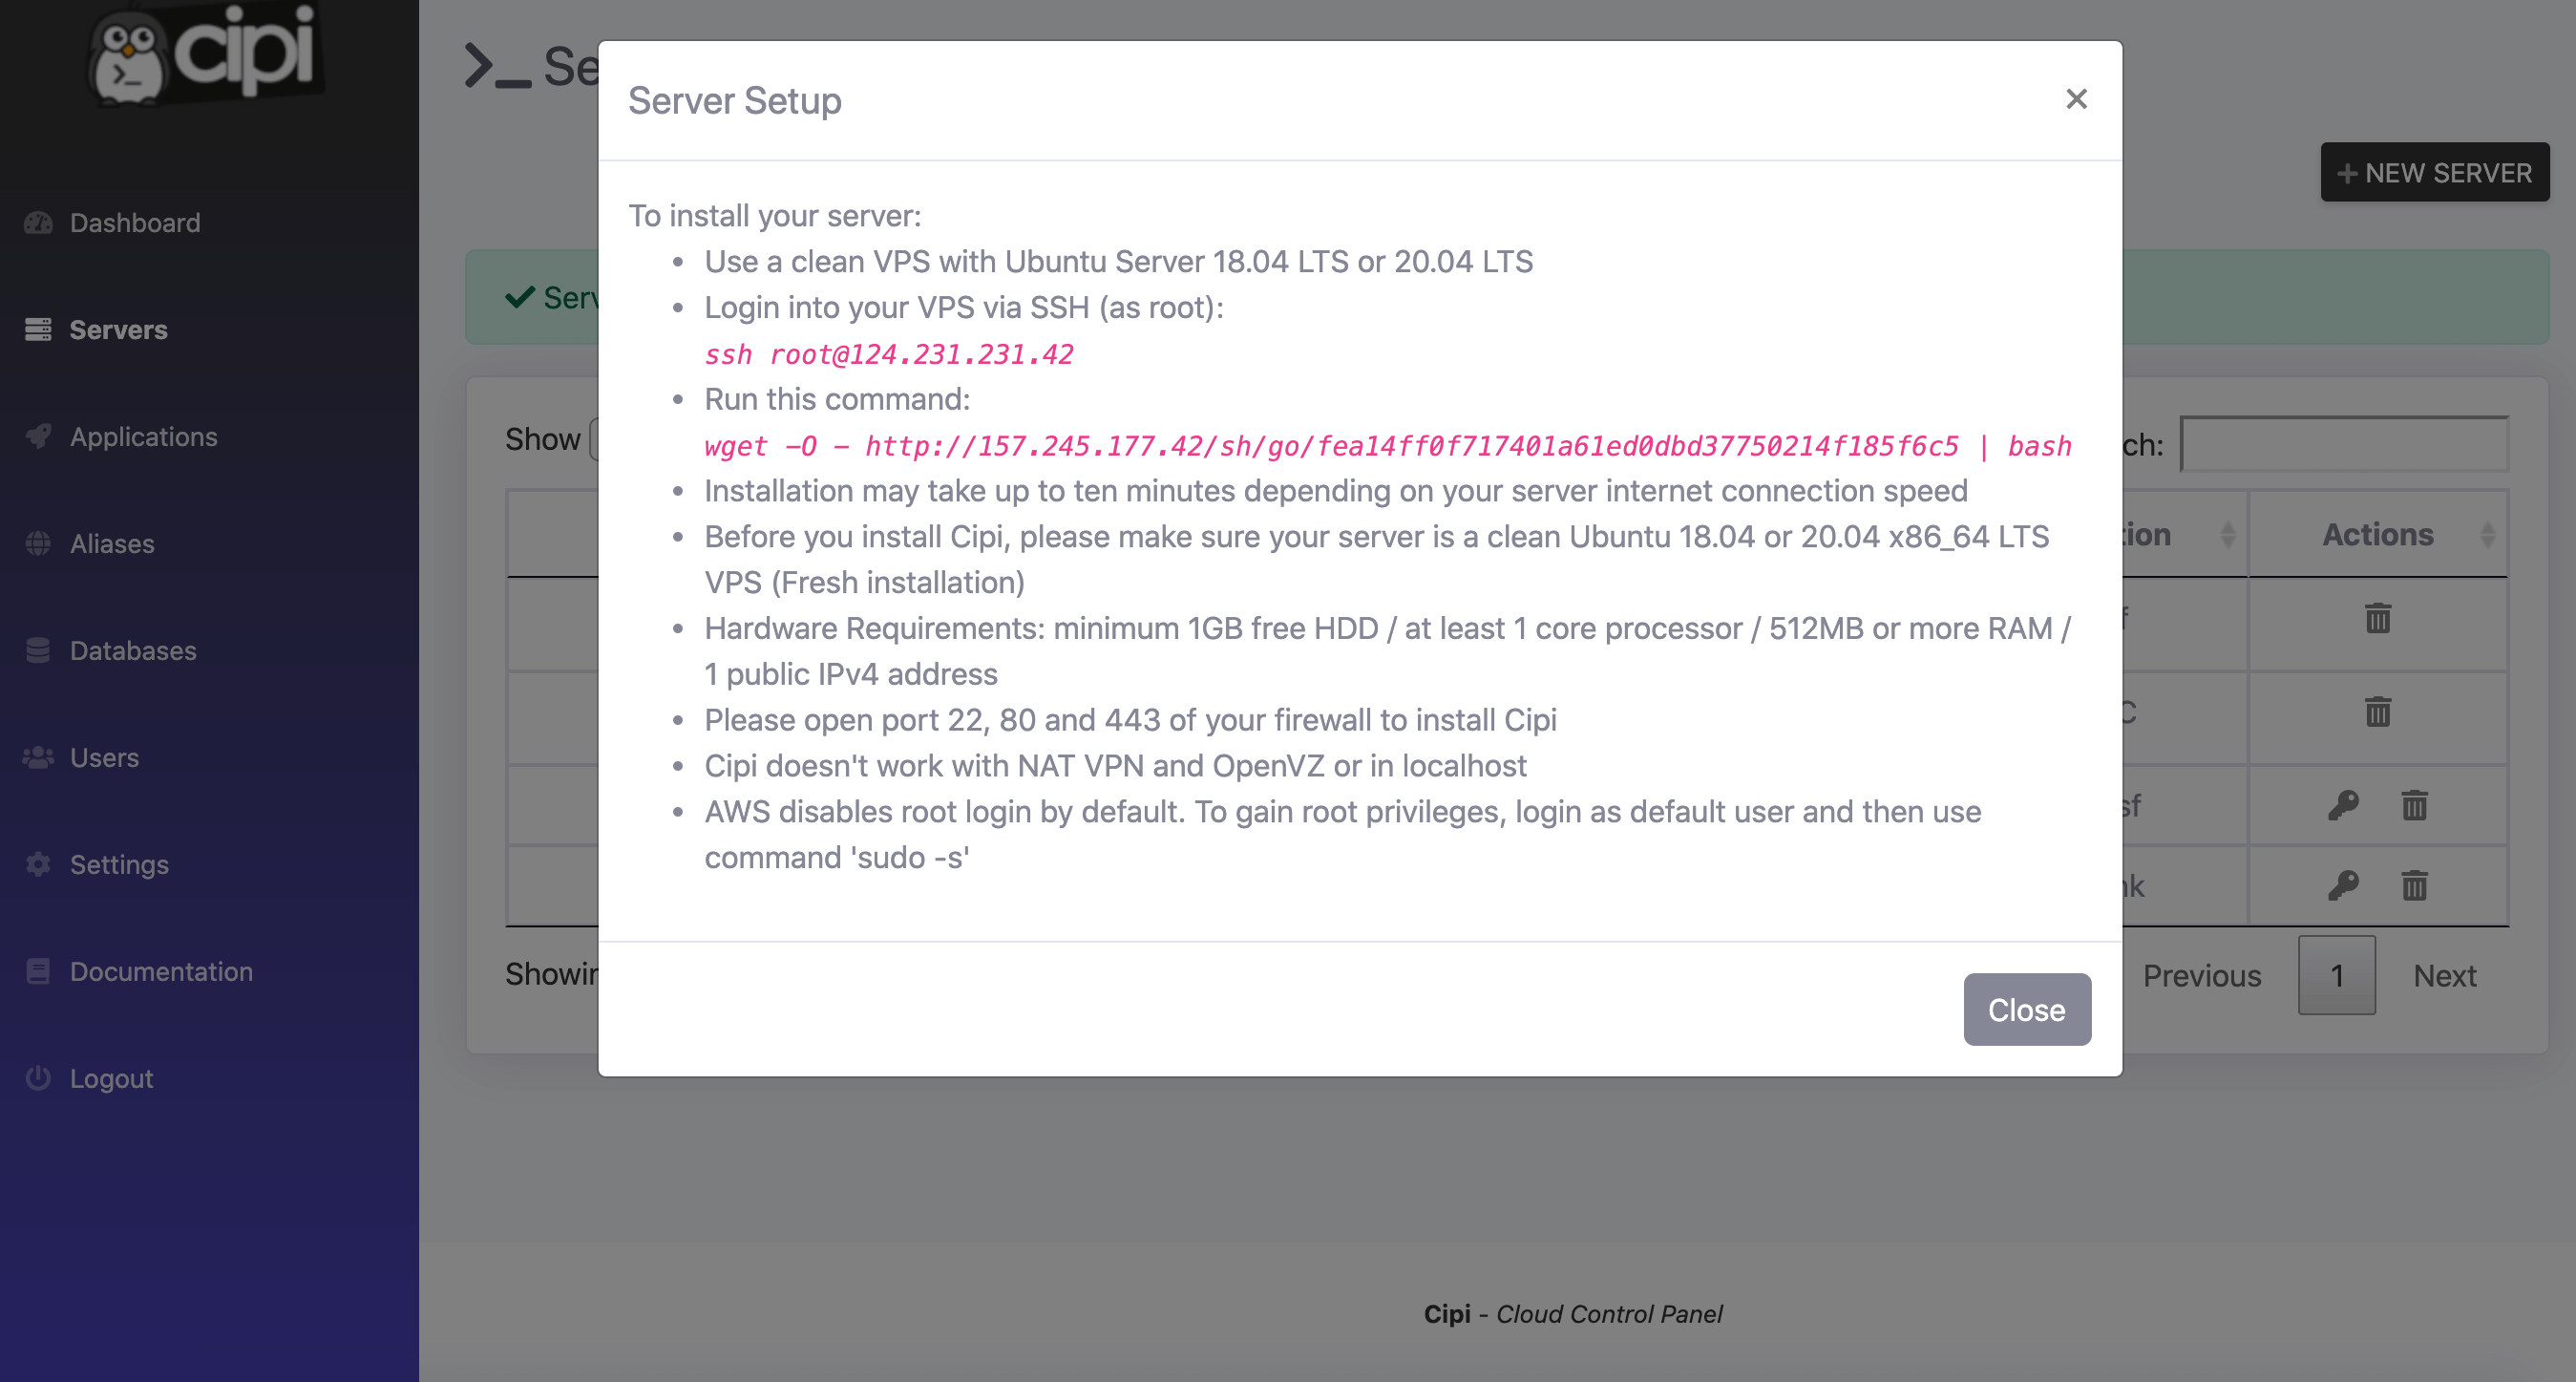 cipi
Dashboard
Servers
Applications
Aliases
Databases
Users
Settings
Documentation
Logout
NEW SERVER
Show
Actions
Previous
1
Next
Server Setup
×
To install your server:
• Use a clean VPS with Ubuntu Server 18.04 LTS or 20.04 LTS
• Login into your VPS via SSH (as root):
ssh root@124.231.231.42
• Run this command:
wget -O - http://157.245.177.42/sh/go/fea14ff0f717401a61ed0dbd37750214f185f6c5 | bash
• Installation may take up to ten minutes depending on your server internet connection speed
• Before you install Cipi, please make sure your server is a clean Ubuntu 18.04 or 20.04 x86_64 LTS
VPS (Fresh installation)
• Hardware Requirements: minimum 1GB free HDD / at least 1 core processor / 512MB or more RAM /
1 public IPv4 address
• Please open port 22, 80 and 443 of your firewall to install Cipi
• Cipi doesn't work with NAT VPN and OpenVZ or in localhost
• AWS disables root login by default. To gain root privileges, login as default user and then use
command 'sudo -s'
Close
Cipi - Cloud Control Panel